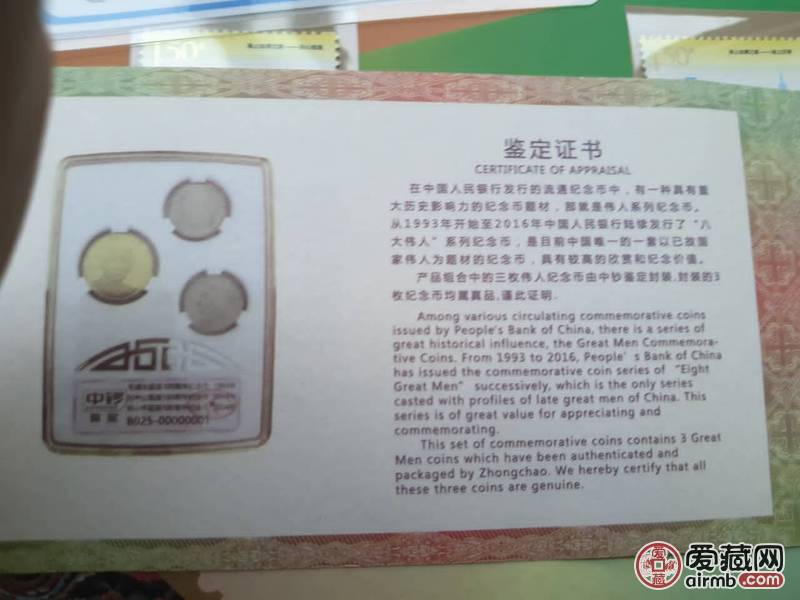 150
150
鉴定证书
CERTIFICATE OF APPRAISAL
在中国人民银行发行的流通纪念币中，有一种具有重
大历史影响力的纪念币题材，那就是伟人系列纪念币。
从1993年开始至2016年中国人民银行陆续发行了“八
大伟人”系列纪念币，是目前中国唯一的一套以已故国
家伟人为题材的纪念币，具有较高的欣赏和纪念价值。
产品组合中的三枚伟人纪念币由中钞鉴定封装，封装的3
枚纪念币均属真品，谨此证明.
Among various circulating commemorative coins
issued by People's Bank of China, there is a series of
great historical influence, the Great Men Commemora-
tive Coins. From 1993 to 2016, People's Bank of China
has issued the commemorative coin series of "Eight
Great Men" successively, which is the only series
casted with profiles of late great men of China. This
series is of great value for appreciating and
commemorating.
This set of commemorative coins contains 3 Great
Men coins which have been authenticated and
packaged by Zhongchao. We hereby certify that all
these three coins are genuine.
中钞
B025-00000001
爱藏网
airmb.com